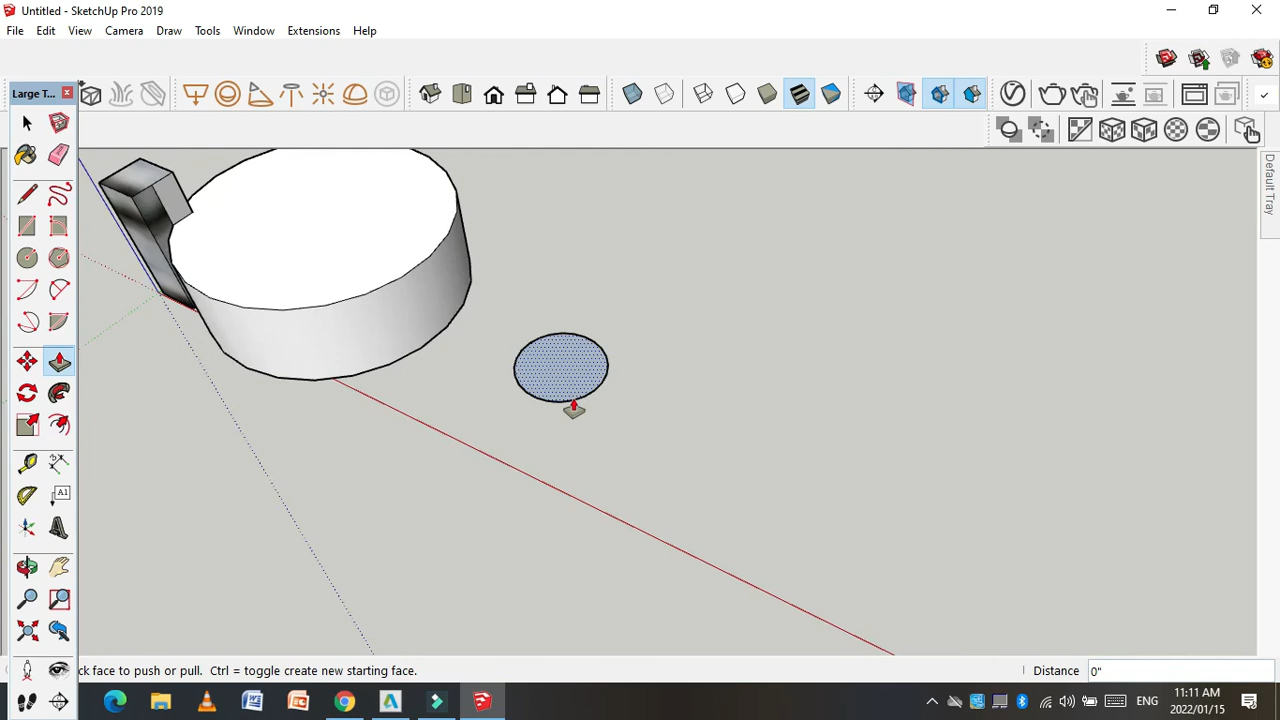 Untitled - SketchUp Pro 2019
File Edit View Camera Draw Tools Window Extensions Help
Large T...
Default Tray
A1
ck face to push or pull. Ctrl = toggle create new starting face.
Distance 0"
ENG
11:11 AM
2022/01/15